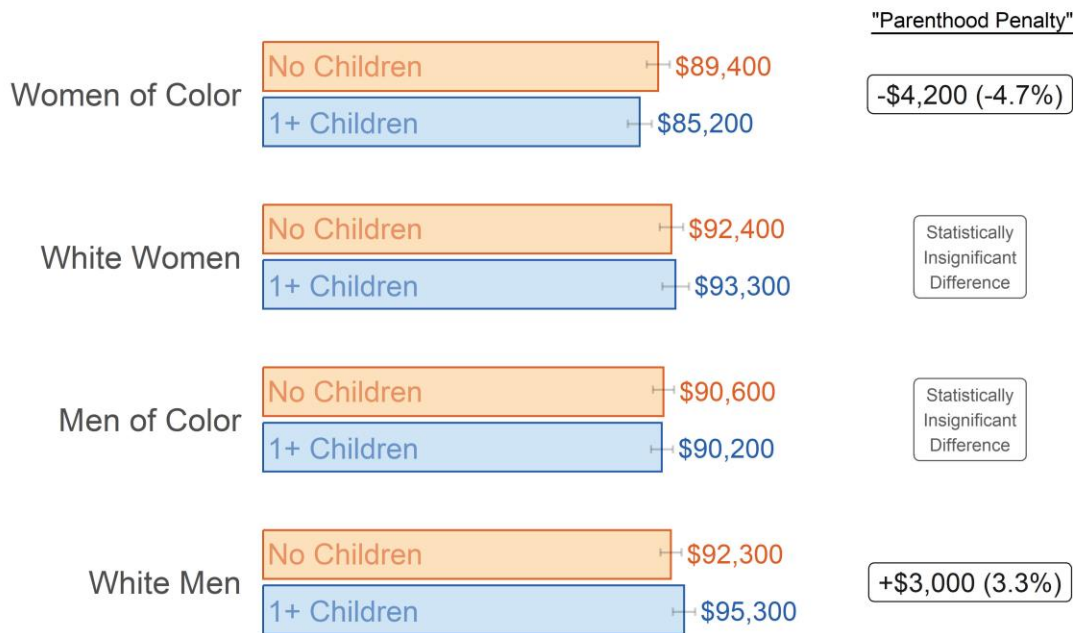 "Parenthood Penalty"
Women of Color
No Children
$89,400
1+ Children
$85,200
-$4,200 (-4.7%)
White Women
No Children
$92,400
1+ Children
$93,300
Statistically
Insignificant
Difference
Men of Color
No Children
$90,600
1+ Children
$90,200
Statistically
Insignificant
Difference
White Men
No Children
$92,300
1+ Children
$95,300
+$3,000 (3.3%)